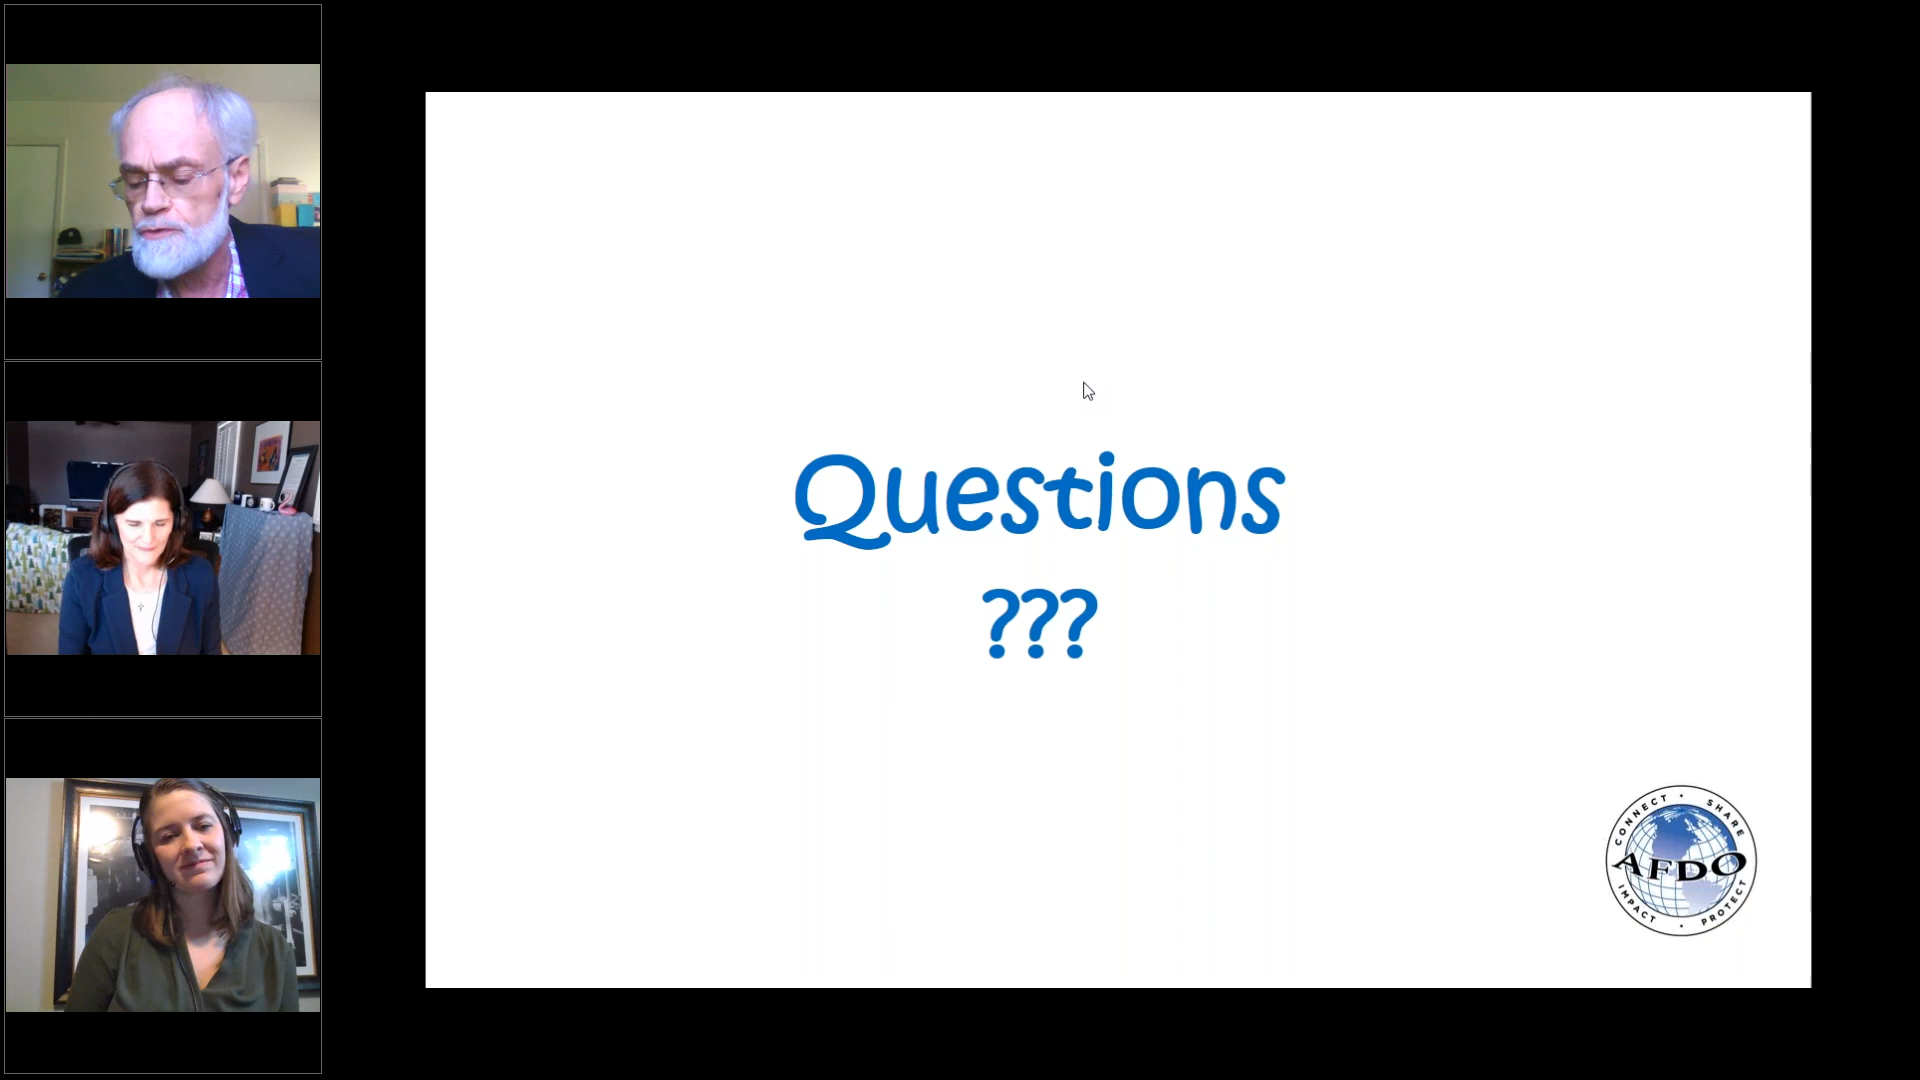 Questions
???
CONNECT • SHARE
AFDO
IMPACT • PROTECT